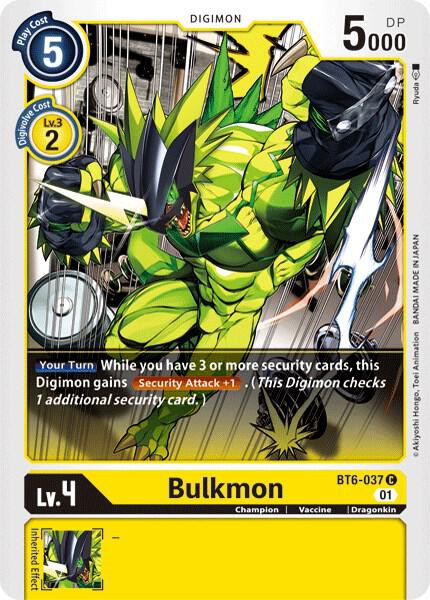 DIGIMON
Play Cost
5
DP
5000
Digivolve Cost
Lv.3
2
Ryuda
Your Turn While you have 3 or more security cards, this
Digimon gains Security Attack +1 . (This Digimon checks
1 additional security card.)
©Akiyoshi Hongo, Toei Animation BANDAI MADE IN JAPAN
Lv.4
Bulkmon
BT6-037 C
01
Champion | Vaccine | Dragonkin
Inherited Effect
–